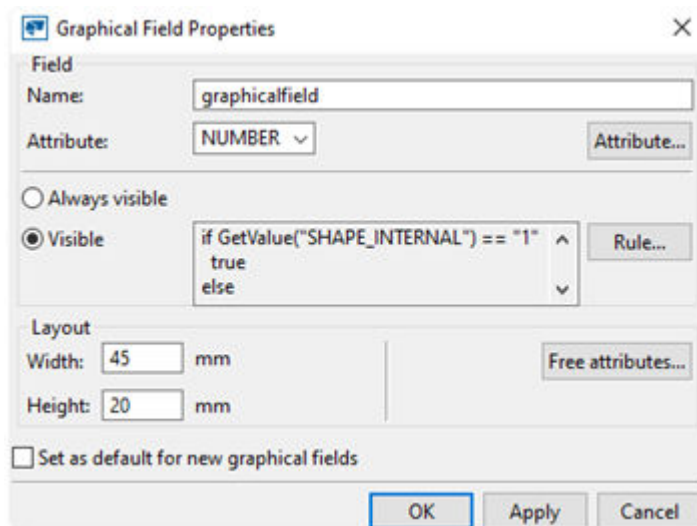 Graphical Field Properties
Field
Name: graphicalfield
Attribute: NUMBER Attribute...
Always visible
Visible if GetValue("SHAPE_INTERNAL") == "1" Rule...
true
else
Layout
Width: 45 mm Free attributes...
Height: 20 mm
Set as default for new graphical fields
OK Apply Cancel